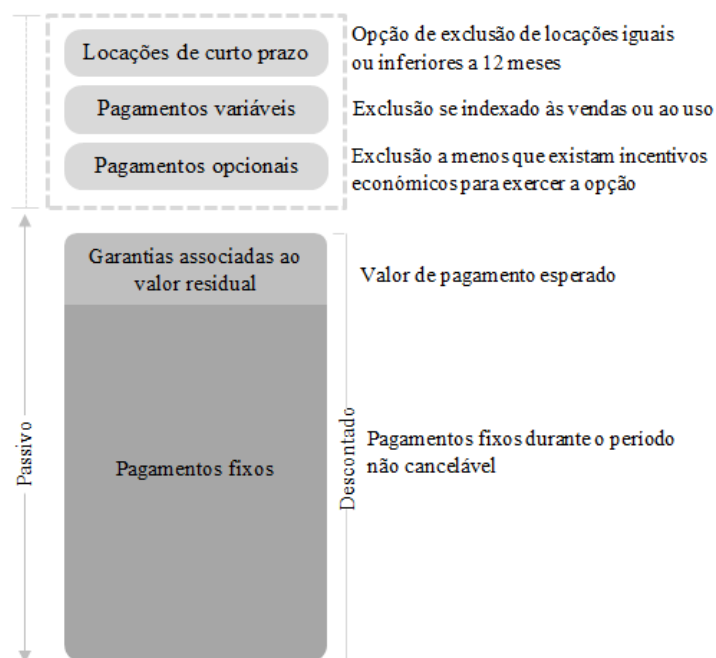 Locações de curto prazo
Opção de exclusão de locações iguais
ou inferiores a 12 meses
Pagamentos variáveis
Exclusão se indexado às vendas ou ao uso
Pagamentos opcionais
Exclusão a menos que existam incentivos
económicos para exercer a opção
Garantias associadas ao
valor residual
Valor de pagamento esperado
Passivo
Pagamentos fixos
Descontado
Pagamentos fixos durante o período
não cancelável